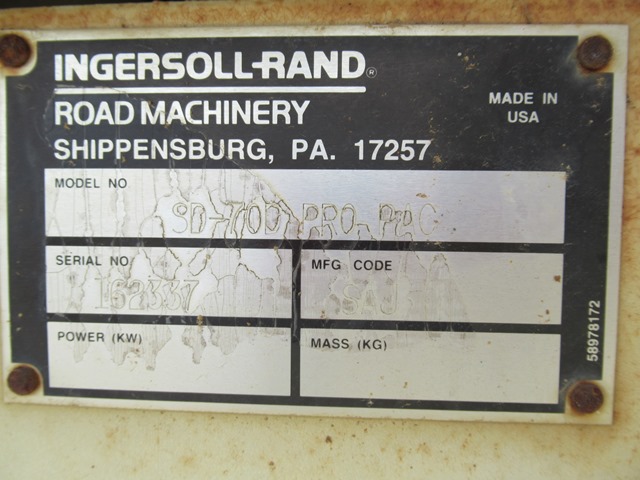 INGERSOLL-RAND®
ROAD MACHINERY
SHIPPENSBURG, PA. 17257
MADE IN
USA
MODEL NO
SD-70D PRO PAC
SERIAL NO
MFG CODE
SAJ
POWER (KW)
MASS (KG)
58978172